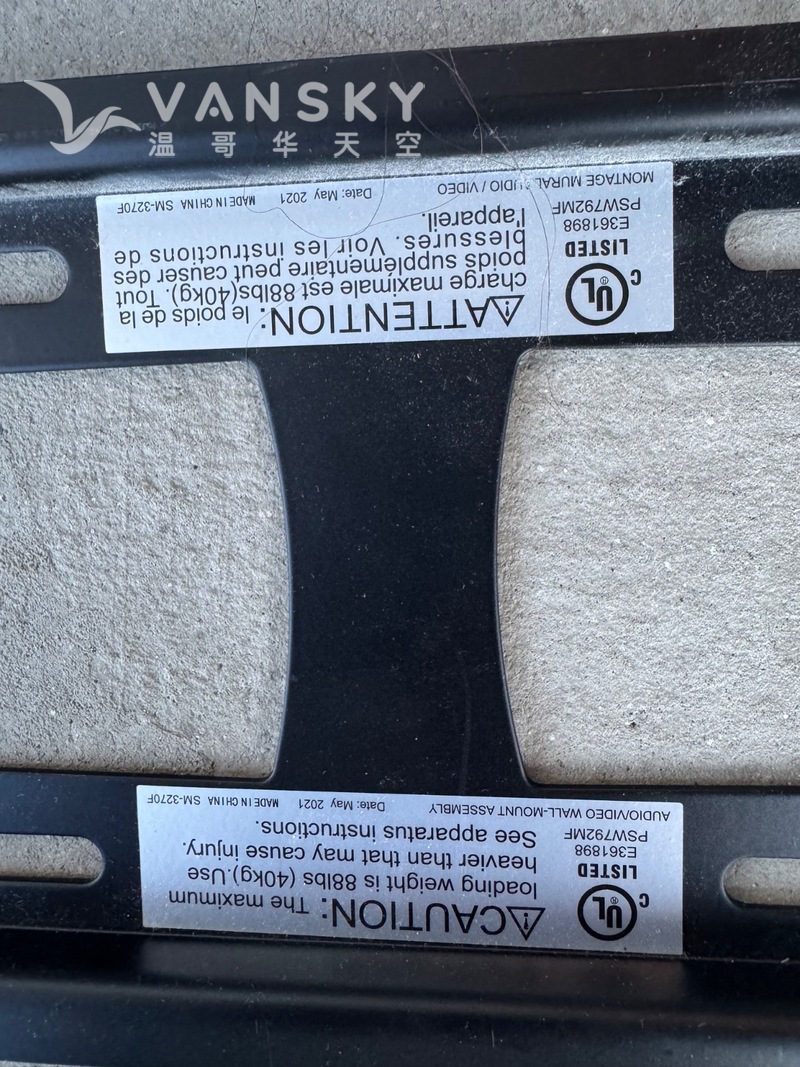 VANSKY
温哥华天空
⚠CAUTION: The maximum
loading weight is 88lbs (40kg).Use
heavier than that may cause injury.
See apparatus instructions.
C UL ®
LISTED
E361898
PSW792MF
AUDIO/VIDEO WALL-MOUNT ASSEMBLY
Date: May 2021
MADE IN CHINA SM-3270F
⚠ATTENTION: le poids de la
charge maximale est 88lbs(40kg). Tout
poids supplémentaire peut causer des
blessures. Voir les instructions de
l'appareil.
C UL ®
LISTED
E361898
PSW792MF
MONTAGE MURAL AUDIO / VIDEO
Date: May 2021
MADE IN CHINA SM-3270F